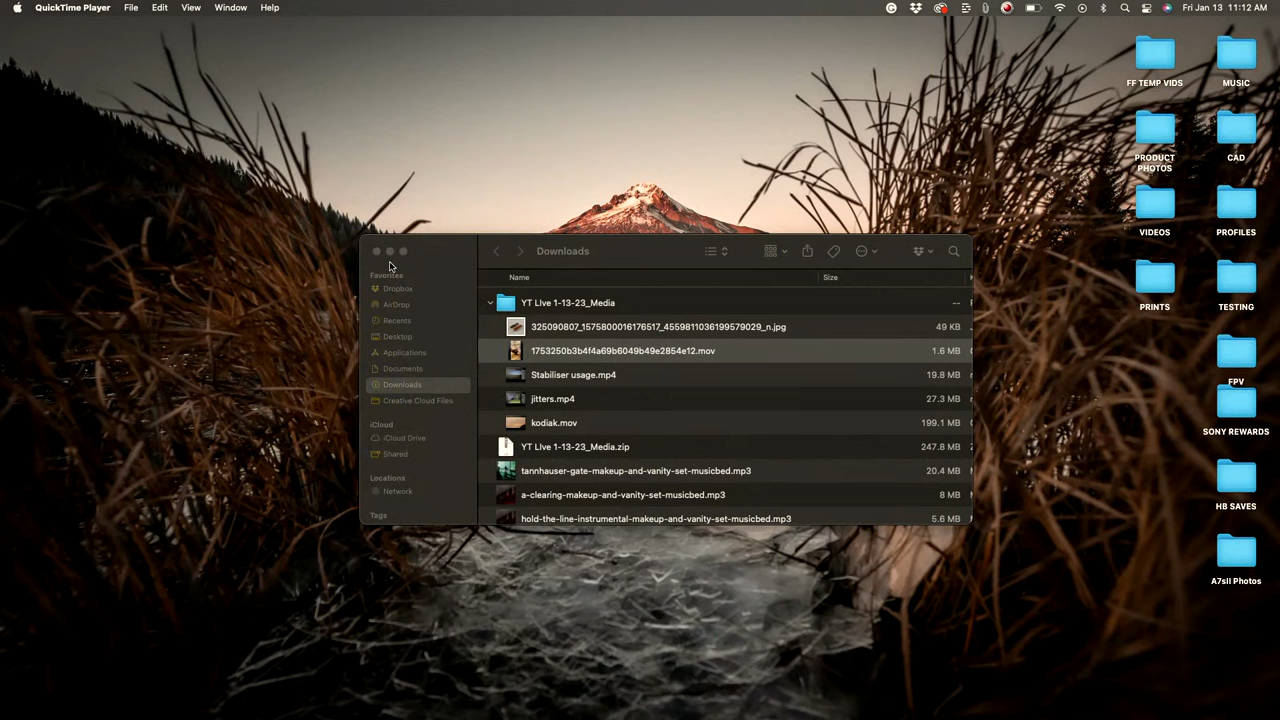 QuickTime Player File Edit View Window Help Fri Jan 13 11:12 AM
FF TEMP VIDS MUSIC
PRODUCT PHOTOS CAD
VIDEOS PROFILES
PRINTS TESTING
FPV
SONY REWARDS
HB SAVES
A7sII Photos
Downloads
Name Size
Favorites
Dropbox
AirDrop
Recents
Desktop
Applications
Documents
Downloads
Creative Cloud Files
iCloud
iCloud Drive
Shared
Locations
Network
Tags
YT LIve 1-13-23_Media --
325090807_1575800016176517_4559811036199579029_n.jpg 49 KB
1753250b3b4f4a69b6049b49e2854e12.mov 1.6 MB
Stabiliser usage.mp4 19.8 MB
jitters.mp4 27.3 MB
kodiak.mov 199.1 MB
YT LIve 1-13-23_Media.zip 247.8 MB
tannhauser-gate-makeup-and-vanity-set-musicbed.mp3 20.4 MB
a-clearing-makeup-and-vanity-set-musicbed.mp3 8 MB
hold-the-line-instrumental-makeup-and-vanity-set-musicbed.mp3 5.6 MB